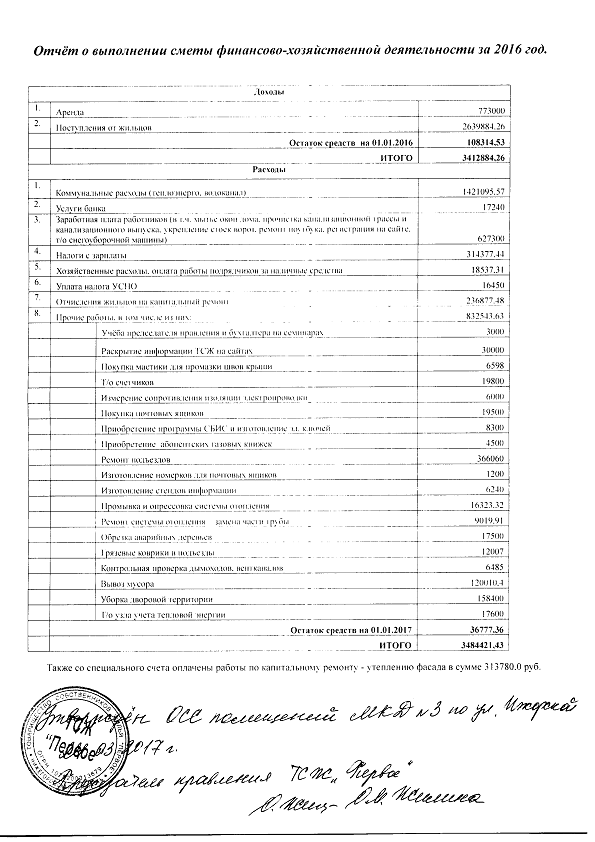 Отчёт о выполнении сметы финансово-хозяйственной деятельности за 2016 год.
Доходы
1. Аренда 773000
2. Поступления от жильцов 2639884.26
Остаток средств на 01.01.2016 108314.53
ИТОГО 3412884.26
Расходы
1. Коммунальные расходы (теплоэнерго, водоканал) 1421095.57
2. Услуги банка 17240
3. Заработная плата работников (в т.ч. мытье окон дома, прочистка канализационной трассы и
канализационного выпуска, укрепление стоек ворот, ремонт ноутбука, регистрация на сайте,
т/о снегоуборочной машины) 627300
4. Налоги с зарплаты 314377.44
5. Хозяйственные расходы, оплата работы подрядчиков за наличные средства 18537.31
6. Уплата налога УСНО 16450
7. Отчисления жильцов на капитальный ремонт 236877.48
8. Прочие работы, в том числе из них: 832543.63
Учёба председателя правления и бухгалтера на семинарах 3000
Раскрытие информации ТСЖ на сайтах 30000
Покупка мастики для промазки швов крыши 6598
Т/о счетчиков 19800
Измерение сопротивления изоляции электропроводки 6000
Покупка почтовых ящиков 19500
Приобретение программы СБИС и изготовление эл. ключей 8300
Приобретение абонентских газовых книжек 4500
Ремонт подъездов 366060
Изготовление номерков для почтовых ящиков 1200
Изготовление стендов информации 6240
Промывка и опрессовка системы отопления 16323.32
Ремонт системы отопления замена части трубы 9019.91
Обрезка аварийных деревьев 17500
Грязевые коврики в подъезды 12007
Контрольная проверка дымоходов, вентканалов 6485
Вывоз мусора 120010,4
Уборка дворовой территории 158400
Т/о узла учета тепловой энергии 17600
Остаток средств на 01.01.2017 36777.36
ИТОГО 3484421,43
Также со специального счета оплачены работы по капитальному ремонту - утеплению фасада в сумме 313780.0 руб.
Утверждён ОСС помещений МКД №3 по ул. Ижорской
03 2017 г.
Председатель правления ТСЖ „Первое"